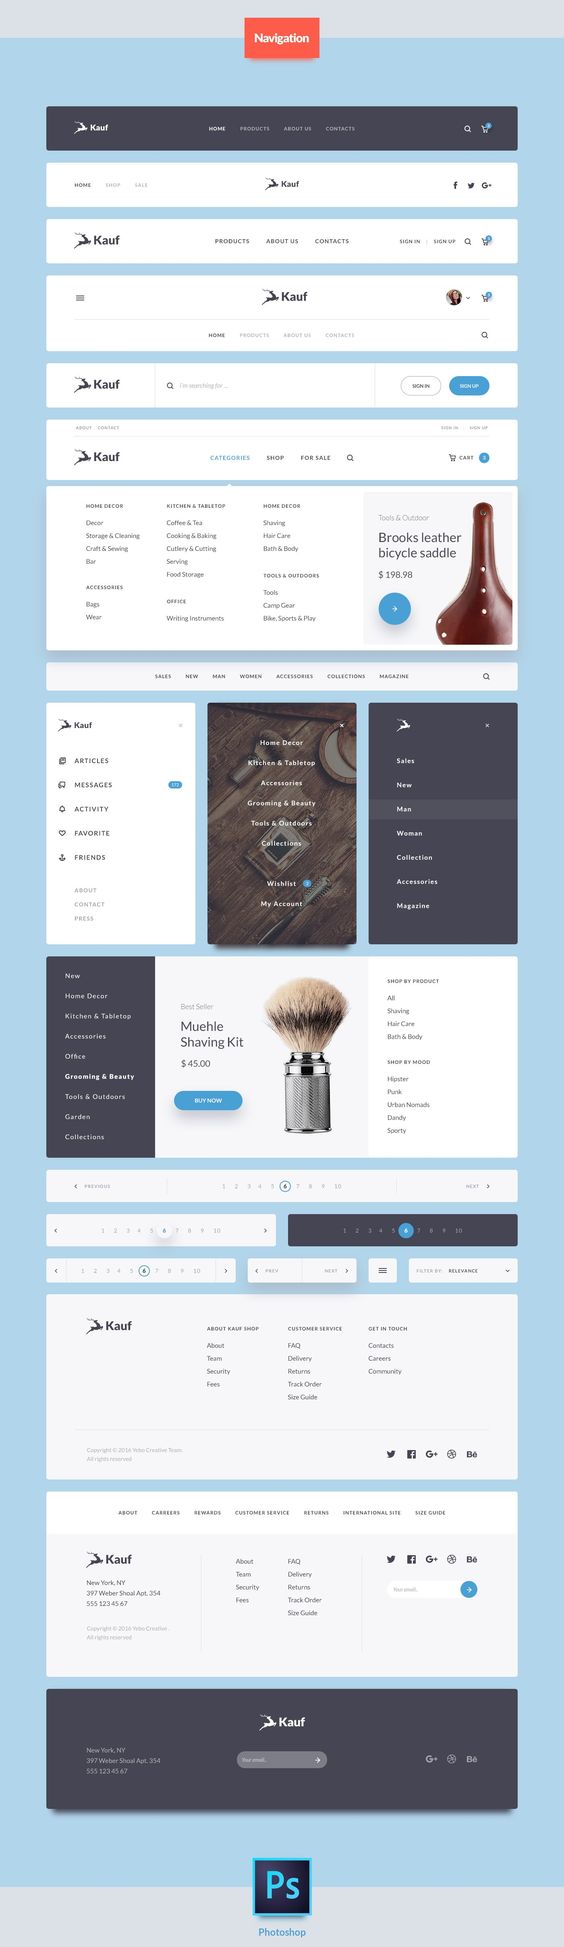 Navigation
Kauf
HOME PRODUCTS ABOUT US CONTACTS
HOME SHOP SALE
Kauf
Kauf
PRODUCTS ABOUT US CONTACTS
SIGN IN SIGN UP
Kauf
HOME PRODUCTS ABOUT US CONTACTS
Kauf
I'm searching for ...
SIGN IN
SIGN UP
ABOUT CONTACT
SIGN IN SIGN UP
Kauf
CATEGORIES SHOP FOR SALE
CART 3
HOME DECOR
Decor
Storage & Cleaning
Craft & Sewing
Bar
ACCESSORIES
Bags
Wear
KITCHEN & TABLETOP
Coffee & Tea
Cooking & Baking
Cutlery & Cutting
Serving
Food Storage
OFFICE
Writing Instruments
HOME DECOR
Shaving
Hair Care
Bath & Body
TOOLS & OUTDOORS
Tools
Camp Gear
Bike, Sports & Play
Tools & Outdoor
Brooks leather
bicycle saddle
$ 198.98
SALES NEW MAN WOMEN ACCESSORIES COLLECTIONS MAGAZINE
Kauf
ARTICLES
MESSAGES
ACTIVITY
FAVORITE
FRIENDS
ABOUT
CONTACT
PRESS
Home Decor
Kitchen & Tabletop
Accessories
Grooming & Beauty
Tools & Outdoors
Collections
Wishlist
My Account
Sales
New
Man
Woman
Collection
Accessories
Magazine
New
Home Decor
Kitchen & Tabletop
Accessories
Office
Grooming & Beauty
Tools & Outdoors
Garden
Collections
Best Seller
Muehle
Shaving Kit
$ 45.00
BUY NOW
SHOP BY PRODUCT
All
Shaving
Hair Care
Bath & Body
SHOP BY MOOD
Hipster
Punk
Urban Nomads
Dandy
Sporty
PREVIOUS
1 2 3 4 5 6 7 8 9 10
NEXT
1 2 3 4 5 6 7 8 9 10
1 2 3 4 5 6 7 8 9 10
1 2 3 4 5 6 7 8 9 10
PREV
NEXT
FILTER BY: RELEVANCE
Kauf
ABOUT KAUF SHOP
About
Team
Security
Fees
CUSTOMER SERVICE
FAQ
Delivery
Returns
Track Order
Size Guide
GET IN TOUCH
Contacts
Careers
Community
Copyright © 2016 Yebo Creative Team.
All rights reserved
G+ Bē
ABOUT CARREERS REWARDS CUSTOMER SERVICE RETURNS INTERNATIONAL SITE SIZE GUIDE
Kauf
New York, NY
397 Weber Shoal Apt. 354
555 123 45 67
Copyright © 2016 Yebo Creative .
All rights reserved
About
Team
Security
Fees
FAQ
Delivery
Returns
Track Order
Size Guide
G+ Bē
Your email..
Kauf
New York, NY
397 Weber Shoal Apt. 354
555 123 45 67
Your email..
G+ Bē
Ps
Photoshop